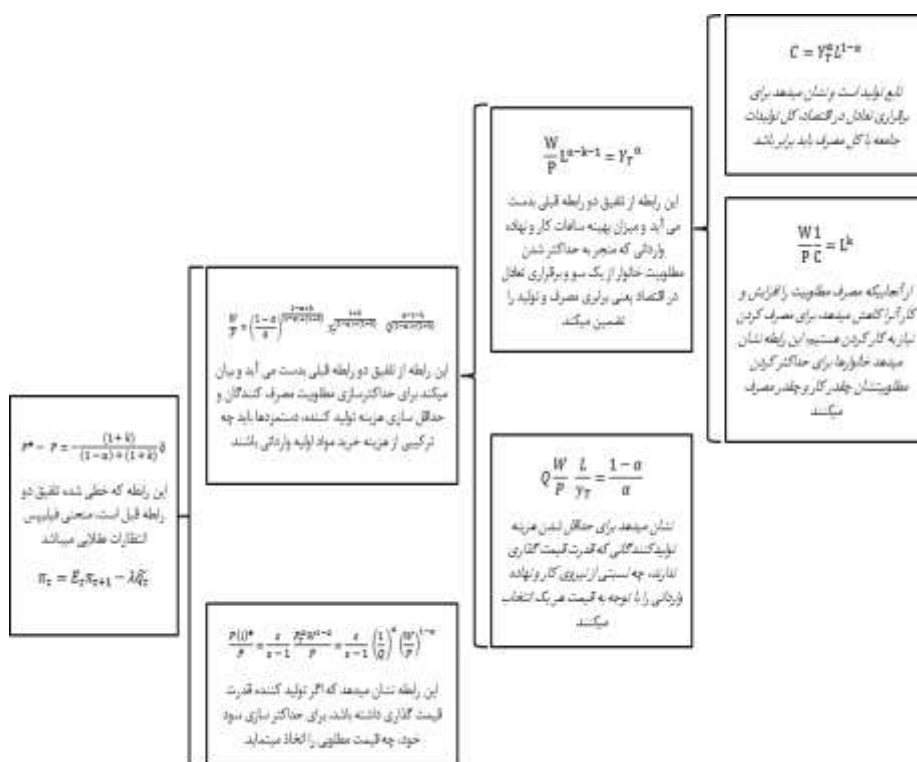 C = Y_T^α L^{1-α}
تابع تولید است و نشان میدهد برای
برقراری تعادل در اقتصاد، کل تولیدات
جامعه با کل مصرف باید برابر باشد
W/P 1/C = L^k
از آنجاییکه مصرف مطلوبیت را افزایش و
کار آنرا کاهش میدهد، برای مصرف کردن
نیاز به کار کردن هستیم، این رابطه نشان
میدهد خانوارها برای حداکثر کردن
مطلوبیتشان چقدر کار و چقدر مصرف
میکنند
W/P L^{α-k-1} = Y_T^α
این رابطه از تلفیق دو رابطه قبلی بدست
می آید و میزان بهینه ساعات کار و نهاده
وارداتی که منجر به حداکثر شدن
مطلوبیت خانوار از یک سو و برقراری تعادل
در اقتصاد یعنی برابری مصرف و تولید را
تضمین میکند
Q W/P L/y_T = (1-α)/α
نشان میدهد برای حداقل شدن هزینه
تولیدکنندگانی که قدرت قیمت گذاری
ندارند، چه نسبتی از نیروی کار و نهاده
وارداتی را با توجه به قیمت هر یک انتخاب
میکنند
این رابطه از تلفیق دو رابطه قبلی بدست می آید و بیان
میکند برای حداکثرسازی مطلوبیت مصرف کنندگان و
حداقل سازی هزینه تولید کننده، دستمزدها باید چه
ترکیبی از هزینه خرید مواد اولیه وارداتی باشند
P(i)*/P = ε/(ε-1) P_T^α W^{1-α}/P = ε/(ε-1) (1/Q)^α (W/P)^{1-α}
این رابطه نشان میدهد که اگر تولید کننده قدرت
قیمت گذاری داشته باشد، برای حداکثر سازی سود
خود، چه قیمت مطلوبی را اتخاذ مینماید
این رابطه که خطی شده تلفیق دو
رابطه قبل است، منحنی فیلیپس
انتظارات عقلایی میباشد